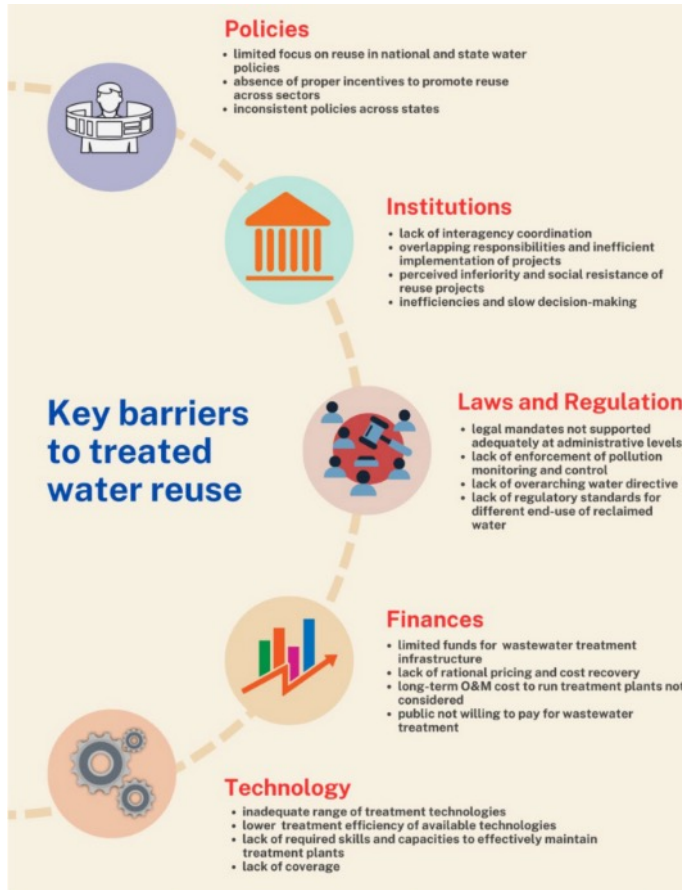 Policies
• limited focus on reuse in national and state water
policies
• absence of proper incentives to promote reuse
across sectors
• inconsistent policies across states
Institutions
• lack of interagency coordination
• overlapping responsibilities and inefficient
implementation of projects
• perceived inferiority and social resistance of
reuse projects
• inefficiencies and slow decision-making
Key barriers
to treated
water reuse
Laws and Regulation
• legal mandates not supported
adequately at administrative levels
• lack of enforcement of pollution
monitoring and control
• lack of overarching water directive
• lack of regulatory standards for
different end-use of reclaimed
water
Finances
• limited funds for wastewater treatment
infrastructure
• lack of rational pricing and cost recovery
• long-term O&M cost to run treatment plants not
considered
• public not willing to pay for wastewater
treatment
Technology
• inadequate range of treatment technologies
• lower treatment efficiency of available technologies
• lack of required skills and capacities to effectively maintain
treatment plants
• lack of coverage